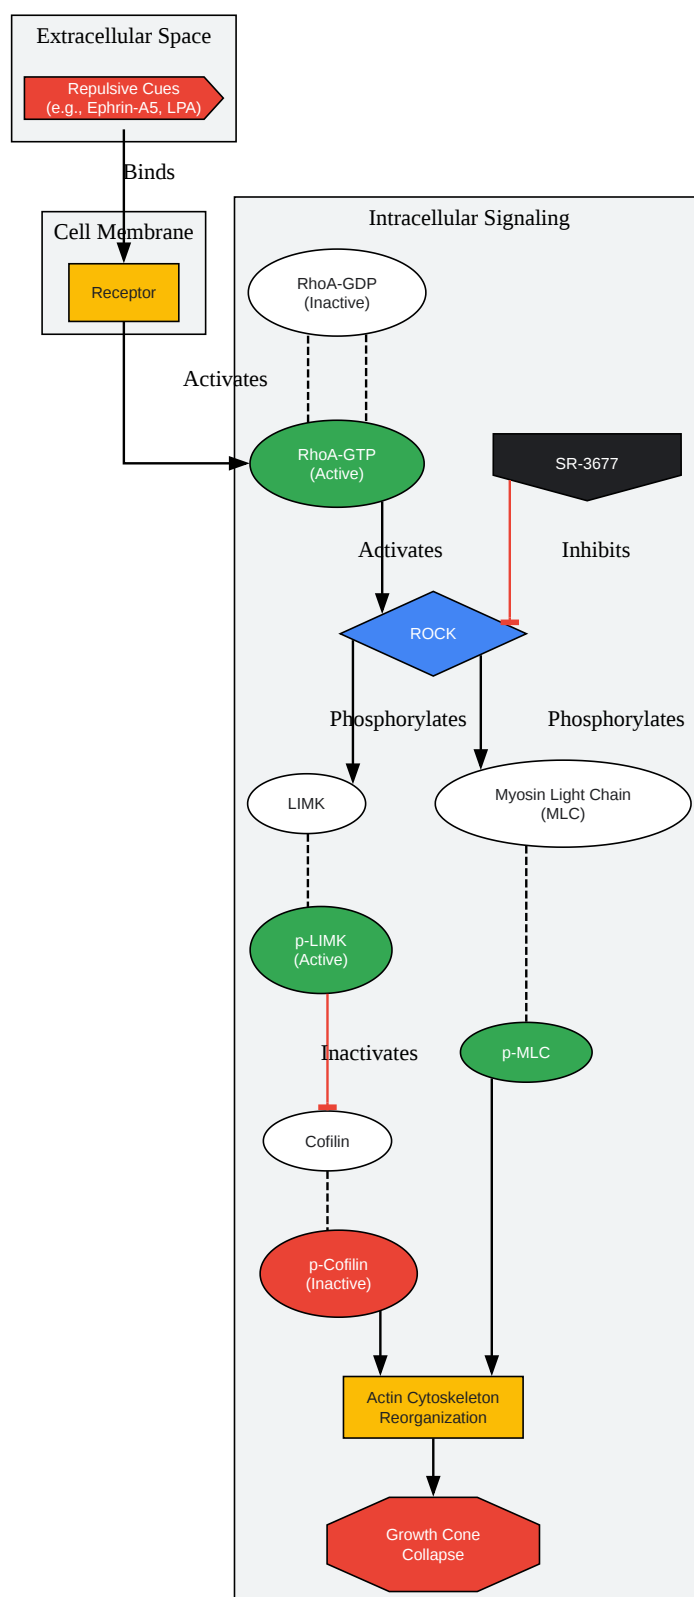 Extracellular Space
Repulsive Cues
(e.g., Ephrin-A5, LPA)
Binds
Cell Membrane
Receptor
Intracellular Signaling
RhoA-GDP
(Inactive)
Activates
RhoA-GTP
(Active)
SR-3677
Activates
Inhibits
ROCK
Phosphorylates
Phosphorylates
LIMK
Myosin Light Chain
(MLC)
p-LIMK
(Active)
Inactivates
p-MLC
Cofilin
p-Cofilin
(Inactive)
Actin Cytoskeleton
Reorganization
Growth Cone
Collapse